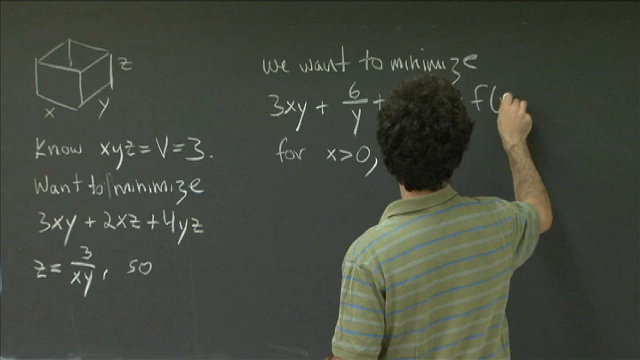 z
x
y
Know xyz = V = 3.
Want to minimize
3xy + 2xz + 4yz
z = 3/xy, so
We want to minimize
3xy + 6/y + f(
for x>0,